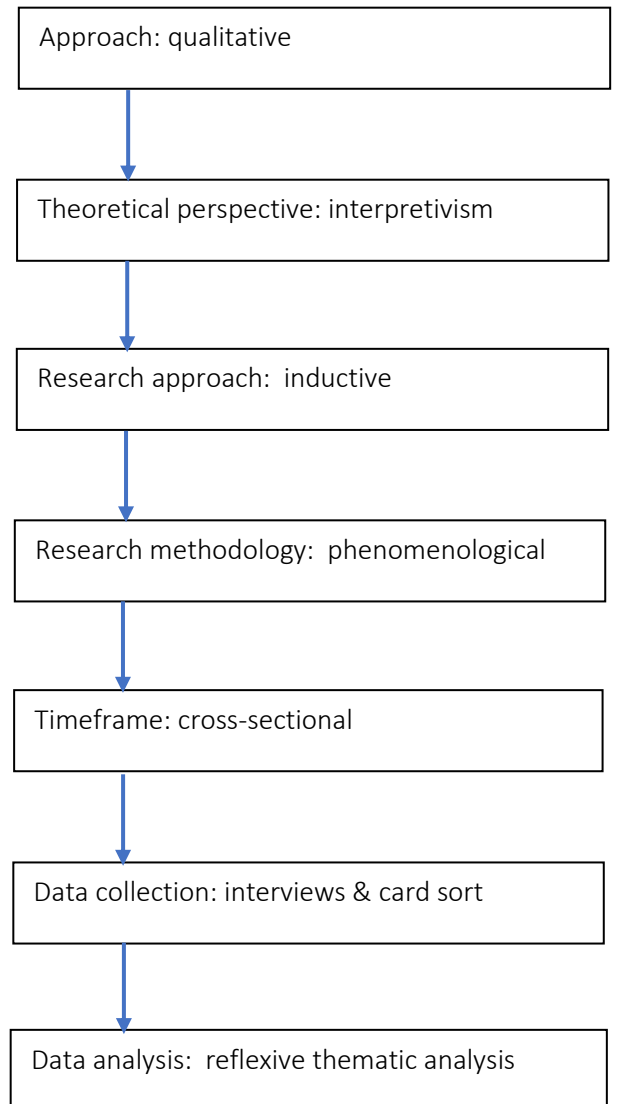 Approach: qualitative
Theoretical perspective: interpretivism
Research approach:  inductive
Research methodology:  phenomenological
Timeframe: cross-sectional
Data collection: interviews & card sort
Data analysis:  reflexive thematic analysis